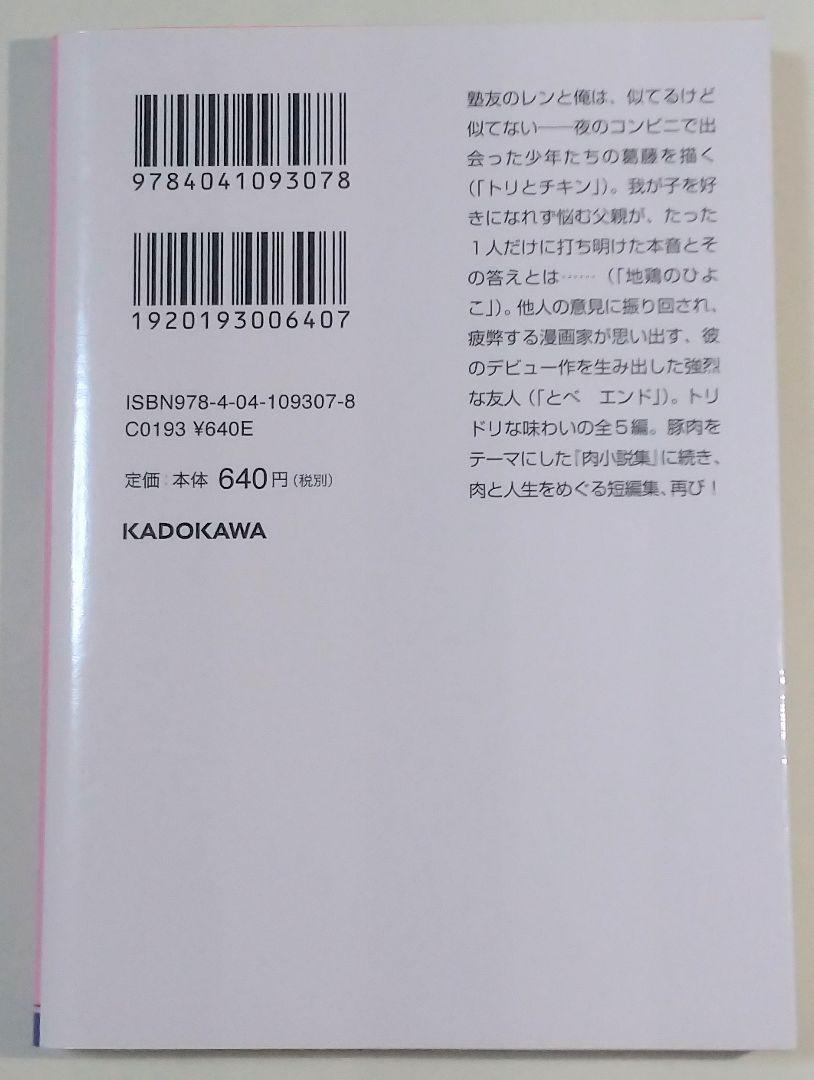 9784041093078
1920193006407
ISBN978-4-04-109307-8
C0193 ¥640E
定価：本体 640円（税別）
KADOKAWA
塾友のレンと俺は、似てるけど
似てない――夜のコンビニで出
会った少年たちの葛藤を描く
（「トリとチキン」）。我が子を好
きになれず悩む父親が、たった
１人だけに打ち明けた本音とそ
の答えとは……（「地鶏のひよ
こ」）。他人の意見に振り回され、
疲弊する漫画家が思い出す、彼
のデビュー作を生み出した強烈
な友人（「とべ　エンド」）。トリ
ドリな味わいの全５編。豚肉を
テーマにした『肉小説集』に続き、
肉と人生をめぐる短編集、再び！